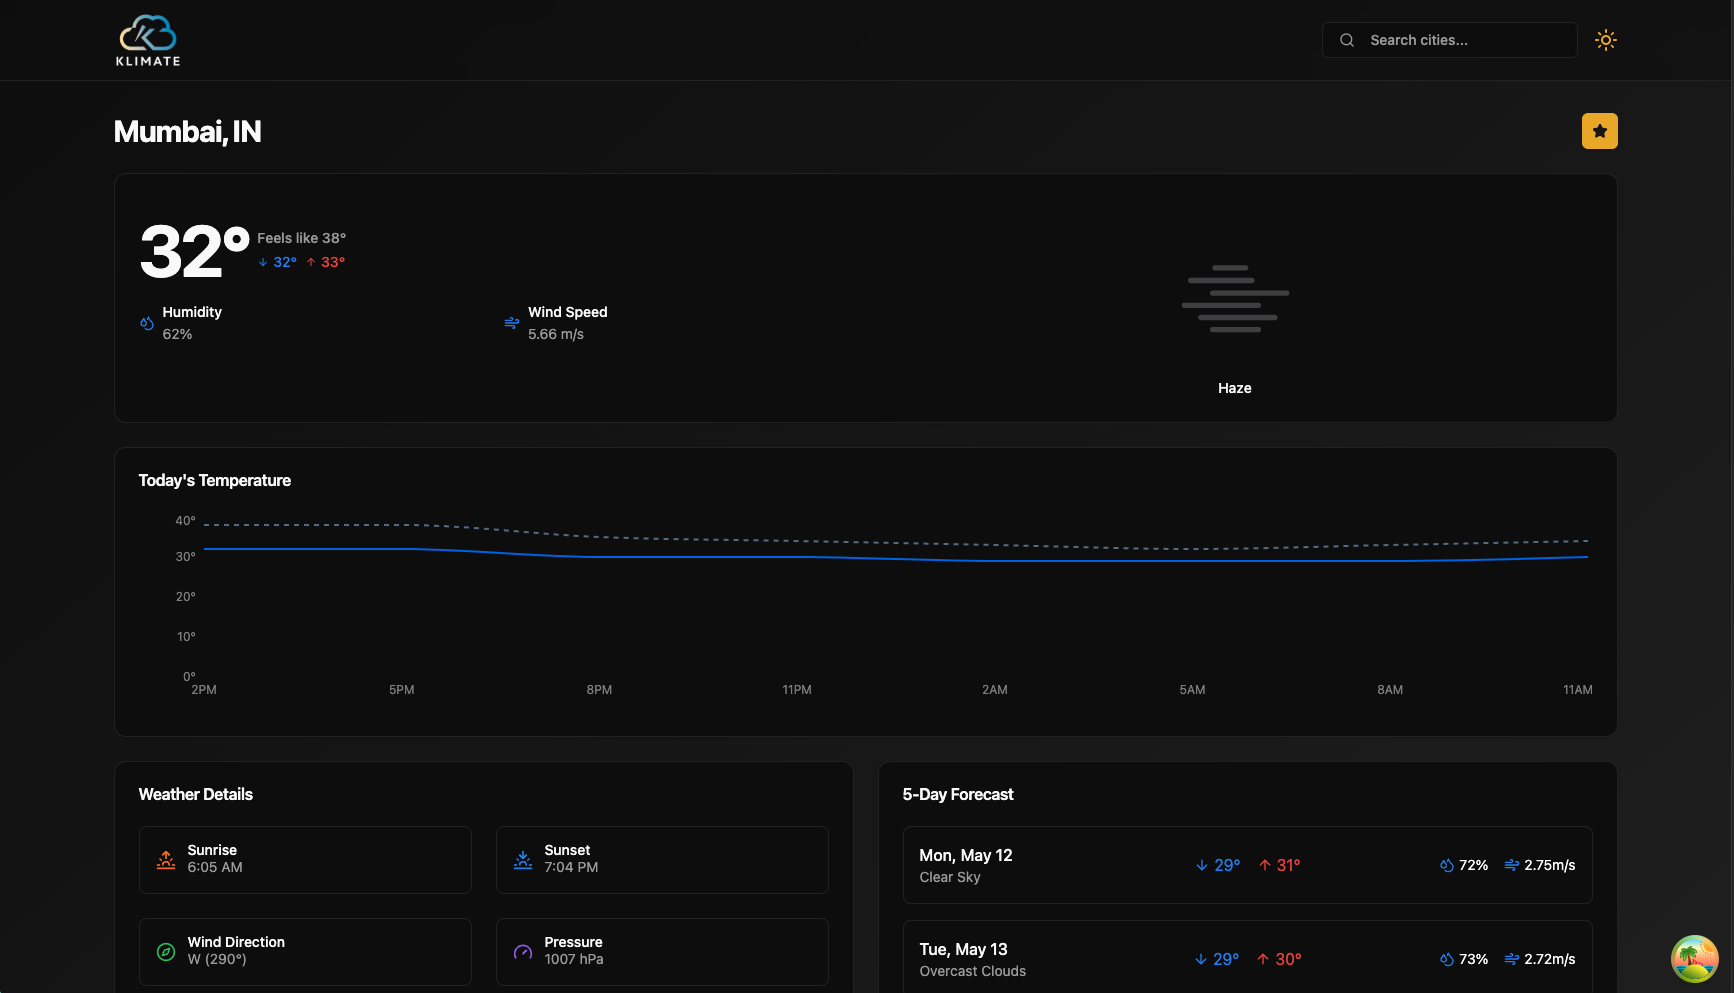 KLIMATE
Search cities...
Mumbai, IN
32°
Feels like 38°
32° 33°
Humidity
62%
Wind Speed
5.66 m/s
Haze
Today's Temperature
40°
30°
20°
10°
0°
2PM 5PM 8PM 11PM 2AM 5AM 8AM 11AM
Weather Details
Sunrise
6:05 AM
Sunset
7:04 PM
Wind Direction
W (290°)
Pressure
1007 hPa
5-Day Forecast
Mon, May 12
Clear Sky
29° 31° 72% 2.75m/s
Tue, May 13
Overcast Clouds
29° 30° 73% 2.72m/s